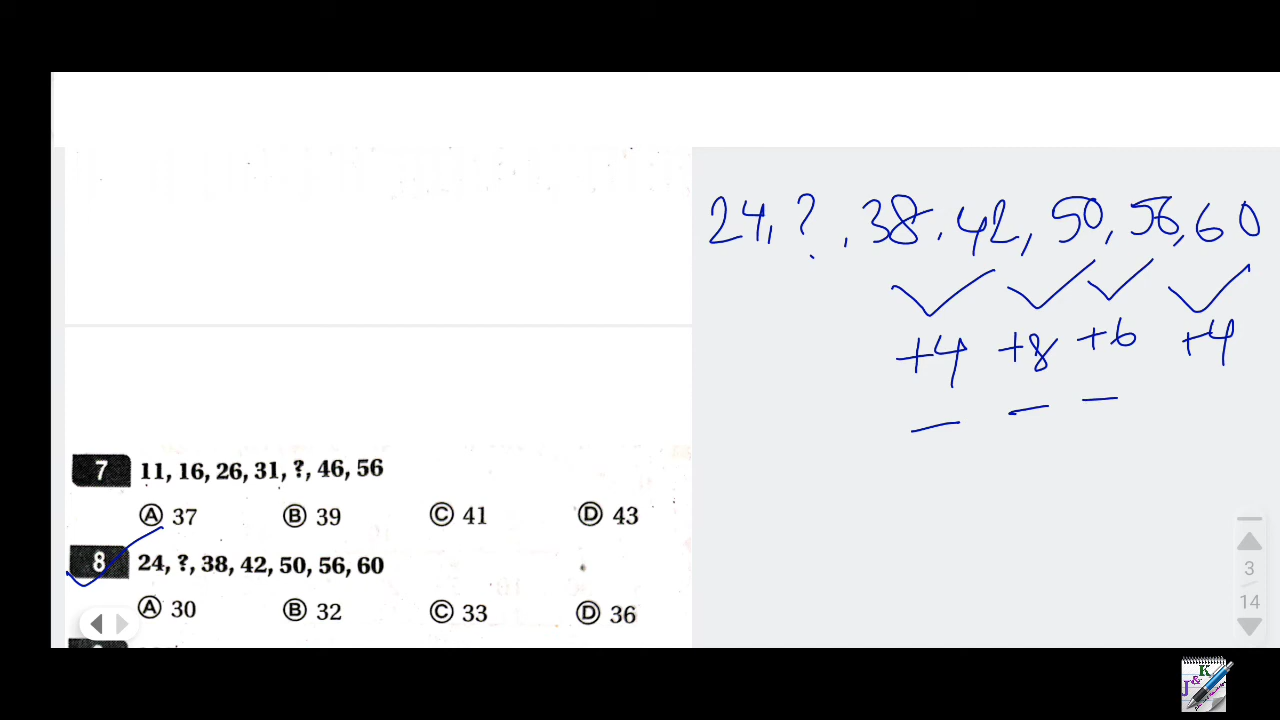 24, ?, 38, 42, 50, 56, 60
+4 +8 +6 +4
7 11, 16, 26, 31, ?, 46, 56
Ⓐ 37 Ⓑ 39 Ⓒ 41 Ⓓ 43
8 24, ?, 38, 42, 50, 56, 60
Ⓐ 30 Ⓑ 32 Ⓒ 33 Ⓓ 36
3
14
J&K